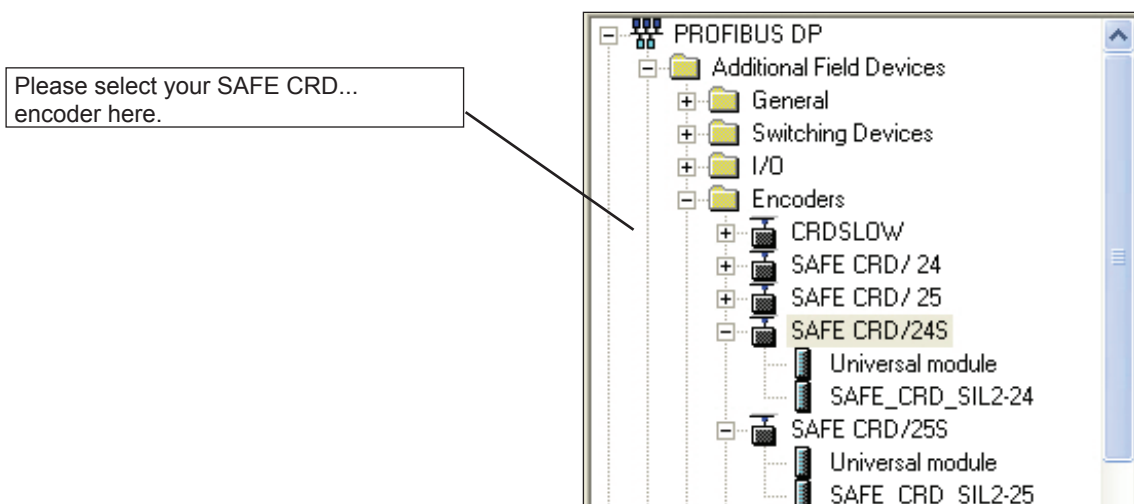 Please select your SAFE CRD...
encoder here.
PROFIBUS DP
Additional Field Devices
General
Switching Devices
I/O
Encoders
CRDSLOW
SAFE CRD/ 24
SAFE CRD/ 25
SAFE CRD/24S
Universal module
SAFE_CRD_SIL2-24
SAFE CRD/25S
Universal module
SAFE_CRD_SIL2-25